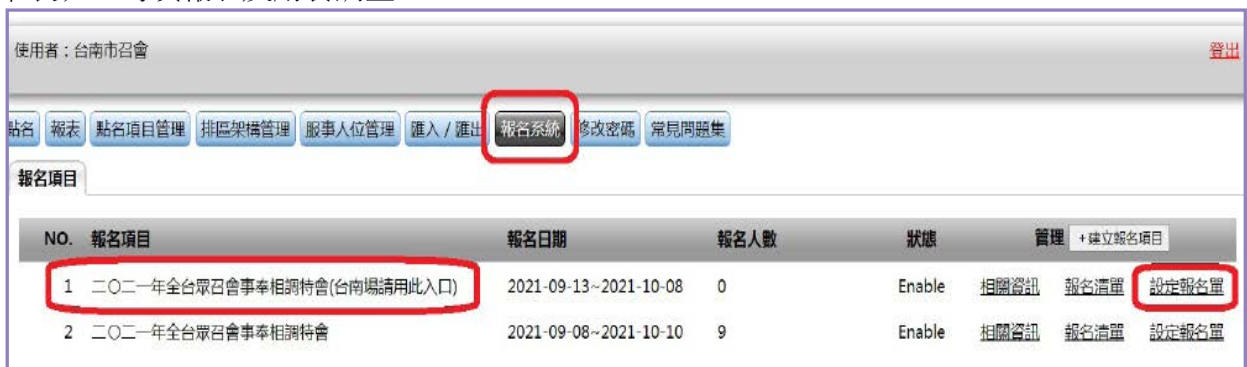 使用者：台南市召會 登出
點名 報表 點名項目管理 排區架構管理 服事人位管理 匯入 / 匯出 報名系統 修改密碼 常見問題集
報名項目
NO. 報名項目 報名日期 報名人數 狀態 管理 +建立報名項目
1 二〇二一年全台眾召會事奉相調特會(台南場請用此入口) 2021-09-13~2021-10-08 0 Enable 相關資訊 報名清單 設定報名單
2 二〇二一年全台眾召會事奉相調特會 2021-09-08~2021-10-10 9 Enable 相關資訊 報名清單 設定報名單